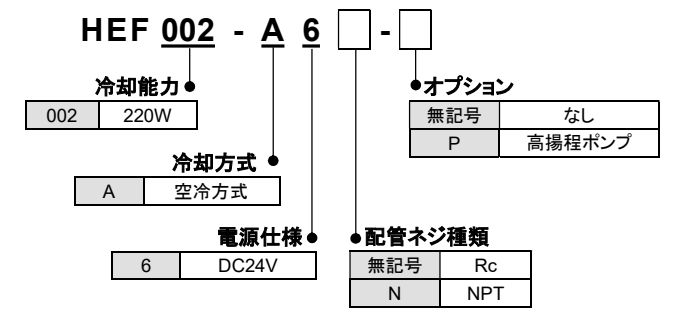 HEF 002 - A 6 □ - □
冷却能力
002 220W
冷却方式
A 空冷方式
電源仕様
6 DC24V
オプション
無記号 なし
P 高揚程ポンプ
配管ネジ種類
無記号 Rc
N NPT